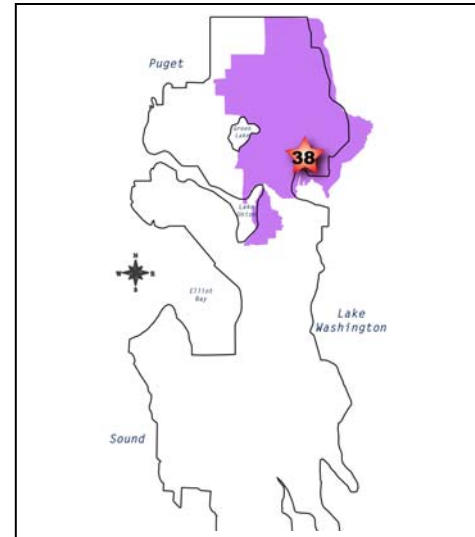 Puget
Green
Lake
38
Lake
Union
N
W E
S
Elliot
Bay
Lake
Washington
Sound